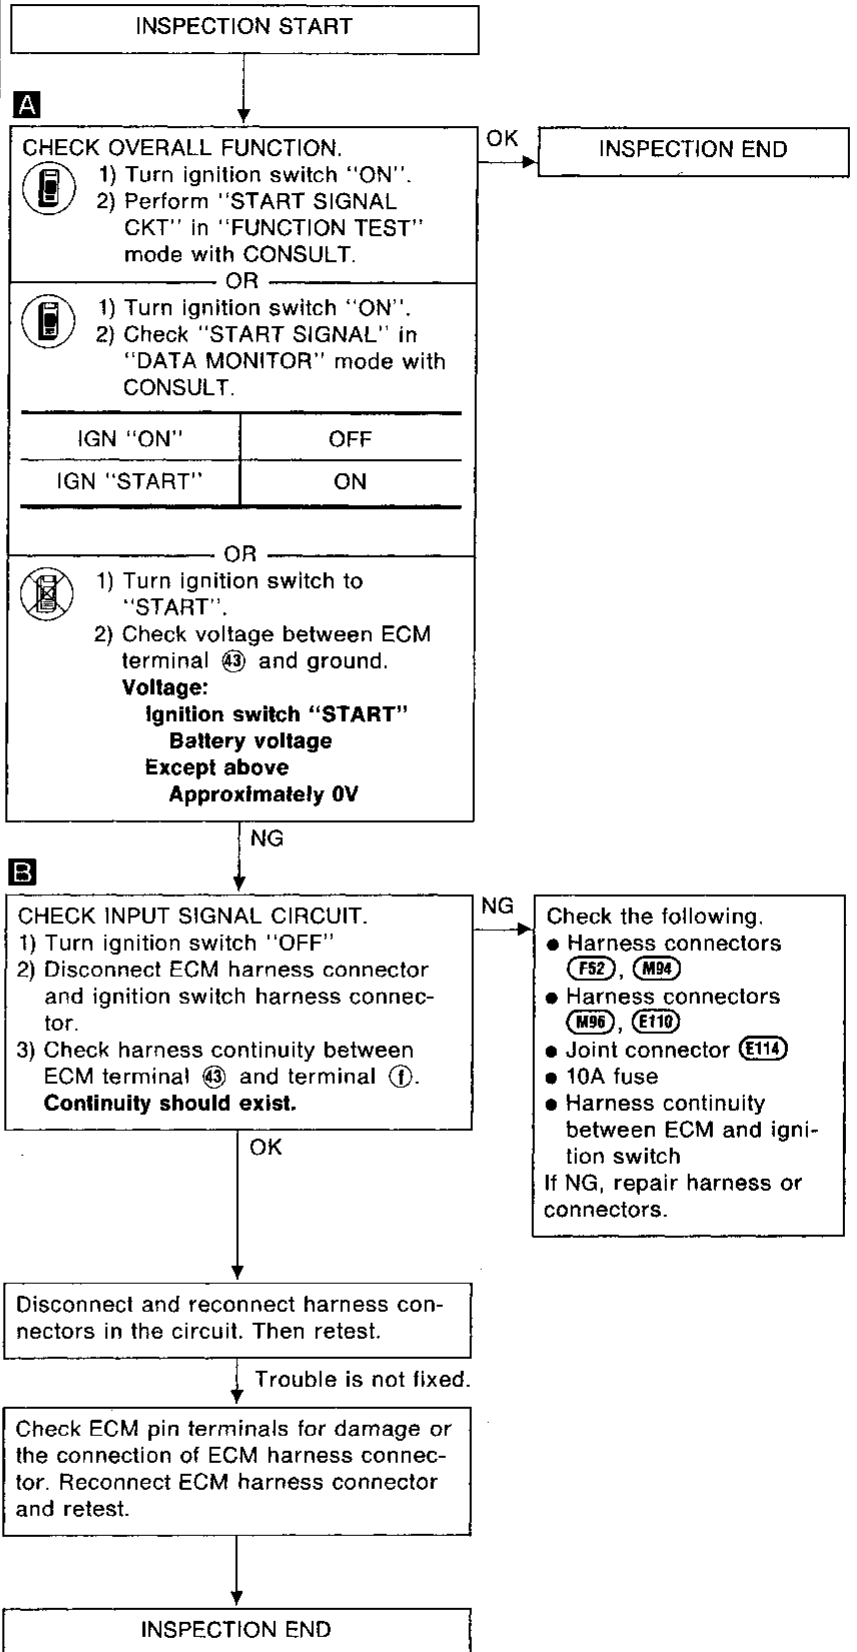 INSPECTION START
A
CHECK OVERALL FUNCTION.
1) Turn ignition switch "ON".
2) Perform "START SIGNAL
CKT" in "FUNCTION TEST"
mode with CONSULT.
OK
INSPECTION END
OR
1) Turn ignition switch "ON".
2) Check "START SIGNAL" in
"DATA MONITOR" mode with
CONSULT.
IGN "ON" OFF
IGN "START" ON
OR
1) Turn ignition switch to
"START".
2) Check voltage between ECM
terminal 43 and ground.
Voltage:
Ignition switch "START"
Battery voltage
Except above
Approximately 0V
NG
B
CHECK INPUT SIGNAL CIRCUIT.
1) Turn ignition switch "OFF"
2) Disconnect ECM harness connector
and ignition switch harness connec-
tor.
3) Check harness continuity between
ECM terminal 43 and terminal f.
Continuity should exist.
NG
Check the following.
● Harness connectors
F52, M94
● Harness connectors
M96, E110
● Joint connector E114
● 10A fuse
● Harness continuity
between ECM and igni-
tion switch
If NG, repair harness or
connectors.
OK
Disconnect and reconnect harness con-
nectors in the circuit. Then retest.
Trouble is not fixed.
Check ECM pin terminals for damage or
the connection of ECM harness connec-
tor. Reconnect ECM harness connector
and retest.
INSPECTION END